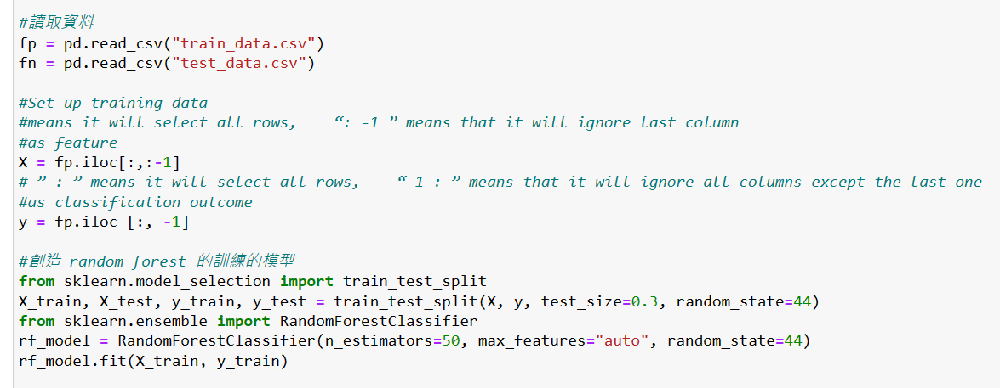 #讀取資料
fp = pd.read_csv("train_data.csv")
fn = pd.read_csv("test_data.csv")
#Set up training data
#means it will select all rows,    “: -1 ” means that it will ignore last column
#as feature
X = fp.iloc[:,:-1]
# ” : ” means it will select all rows,    “-1 : ” means that it will ignore all columns except the last one
#as classification outcome
y = fp.iloc [:, -1]
#創造 random forest 的訓練的模型
from sklearn.model_selection import train_test_split
X_train, X_test, y_train, y_test = train_test_split(X, y, test_size=0.3, random_state=44)
from sklearn.ensemble import RandomForestClassifier
rf_model = RandomForestClassifier(n_estimators=50, max_features="auto", random_state=44)
rf_model.fit(X_train, y_train)